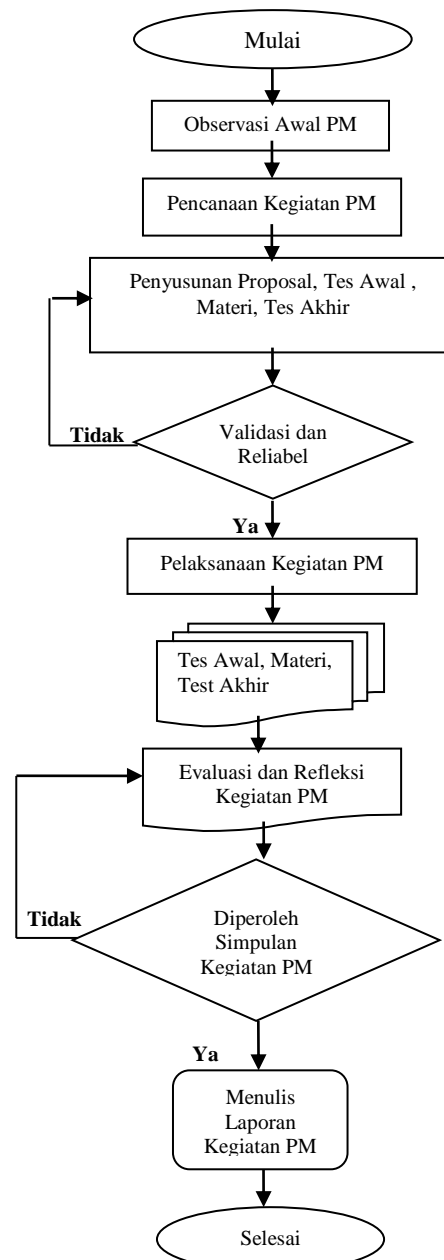 Mulai
Observasi Awal PM
Pencanaan Kegiatan PM
Penyusunan Proposal, Tes Awal ,
Materi, Tes Akhir
Tidak
Validasi dan
Reliabel
Ya
Pelaksanaan Kegiatan PM
Tes Awal, Materi,
Test Akhir
Evaluasi dan Refleksi
Kegiatan PM
Tidak
Diperoleh
Simpulan
Kegiatan PM
Ya
Menulis
Laporan
Kegiatan PM
Selesai